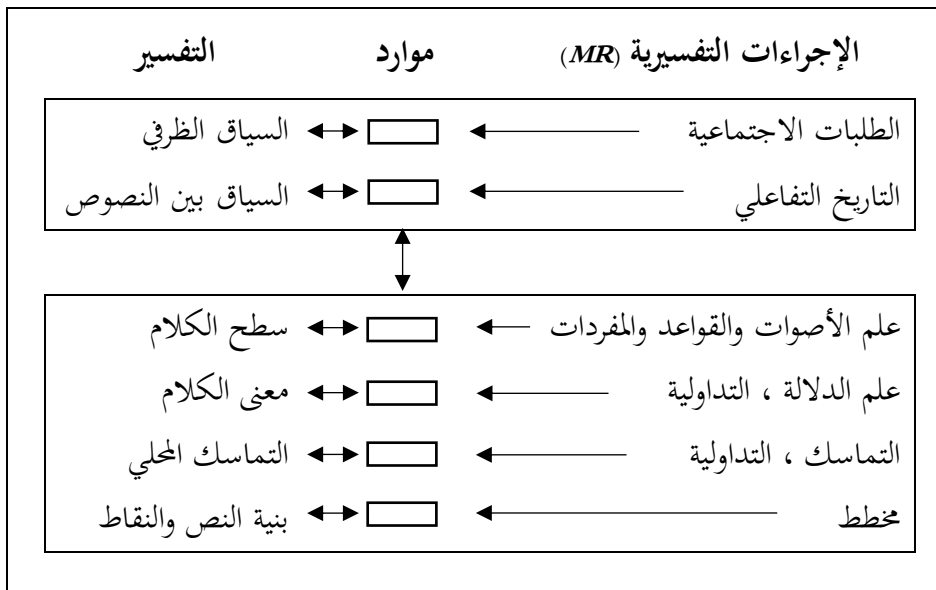 الإجراءات التفسيرية (MR) موارد التفسير
الطلبات الاجتماعية السياق الظرفي
التاريخ التفاعلي السياق بين النصوص
علم الأصوات والقواعد والمفردات سطح الكلام
علم الدلالة ، التداولية معنى الكلام
التماسك ، التداولية التماسك المحلي
مخطط بنية النص والنقاط